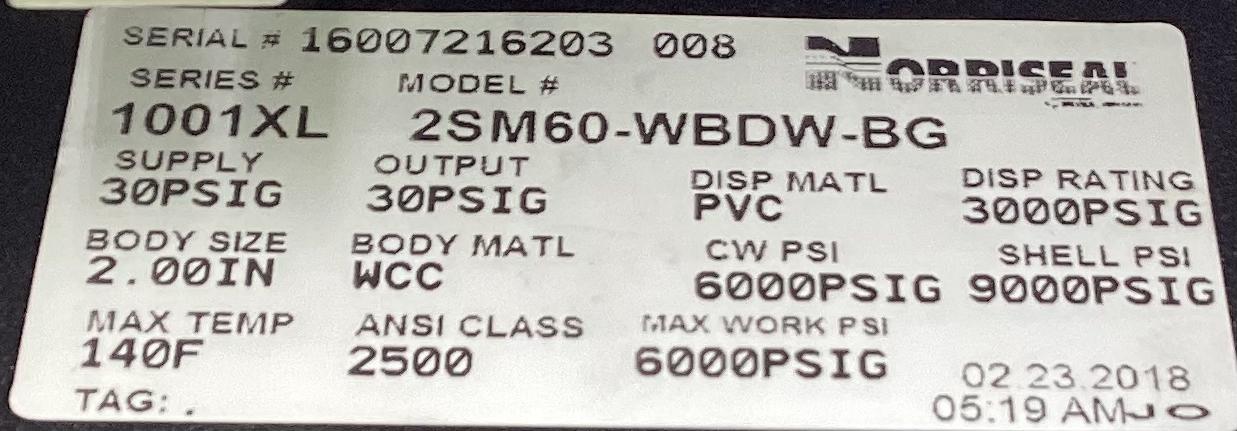 SERIAL # 16007216203 008
NORRISEAL
SERIES # MODEL #
1001XL 2SM60-WBDW-BG
SUPPLY OUTPUT DISP MATL DISP RATING
30PSIG 30PSIG PVC 3000PSIG
BODY SIZE BODY MATL CW PSI SHELL PSI
2.00IN WCC 6000PSIG 9000PSIG
MAX TEMP ANSI CLASS MAX WORK PSI
140F 2500 6000PSIG
02.23.2018
TAG: . 05:19 AM